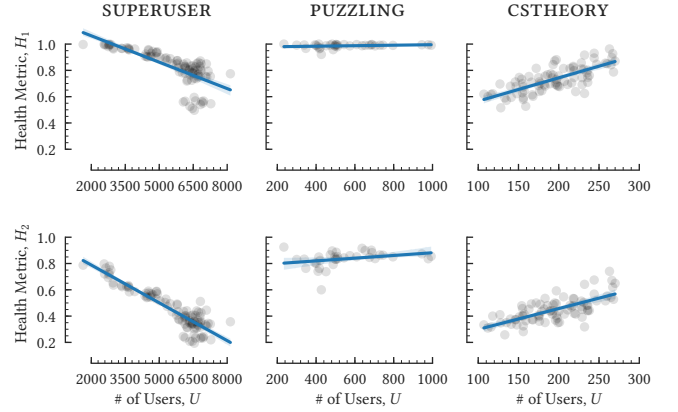 SUPERUSER PUZZLING CSTHEORY
Health Metric, H₁
1.0
0.8
0.6
0.4
0.2
2000 3500 5000 6500 8000
200 400 600 800 1000
100 150 200 250 300
Health Metric, H₂
1.0
0.8
0.6
0.4
0.2
2000 3500 5000 6500 8000
200 400 600 800 1000
100 150 200 250 300
# of Users, U # of Users, U # of Users, U